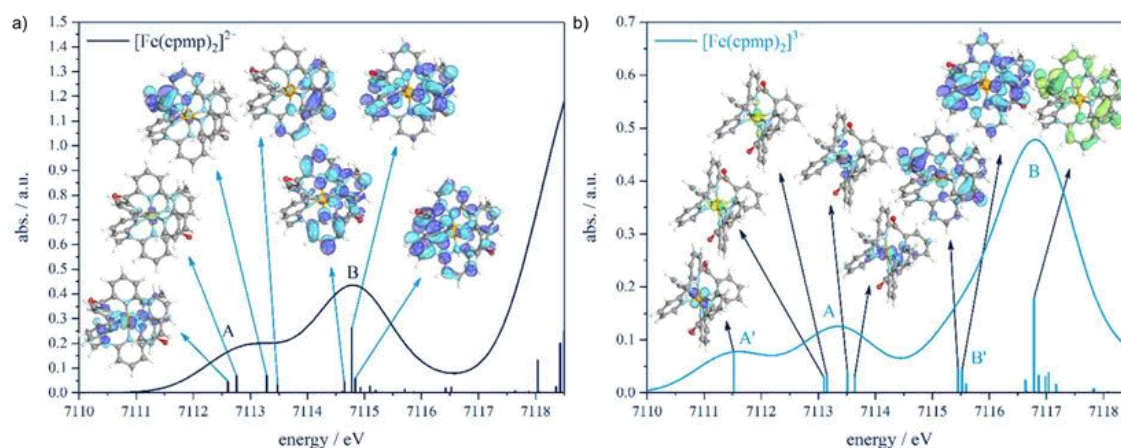 a)
abs. / a.u.
1.5
1.4
1.3
1.2
1.1
1.0
0.9
0.8
0.7
0.6
0.5
0.4
0.3
0.2
0.1
0.0
[Fe(cpmp)₂]²⁻
A
B
7110 7111 7112 7113 7114 7115 7116 7117 7118
energy / eV
b)
abs. / a.u.
0.7
0.6
0.5
0.4
0.3
0.2
0.1
0.0
[Fe(cpmp)₂]³⁻
B
A
A'
B'
7110 7111 7112 7113 7114 7115 7116 7117 7118
energy / eV